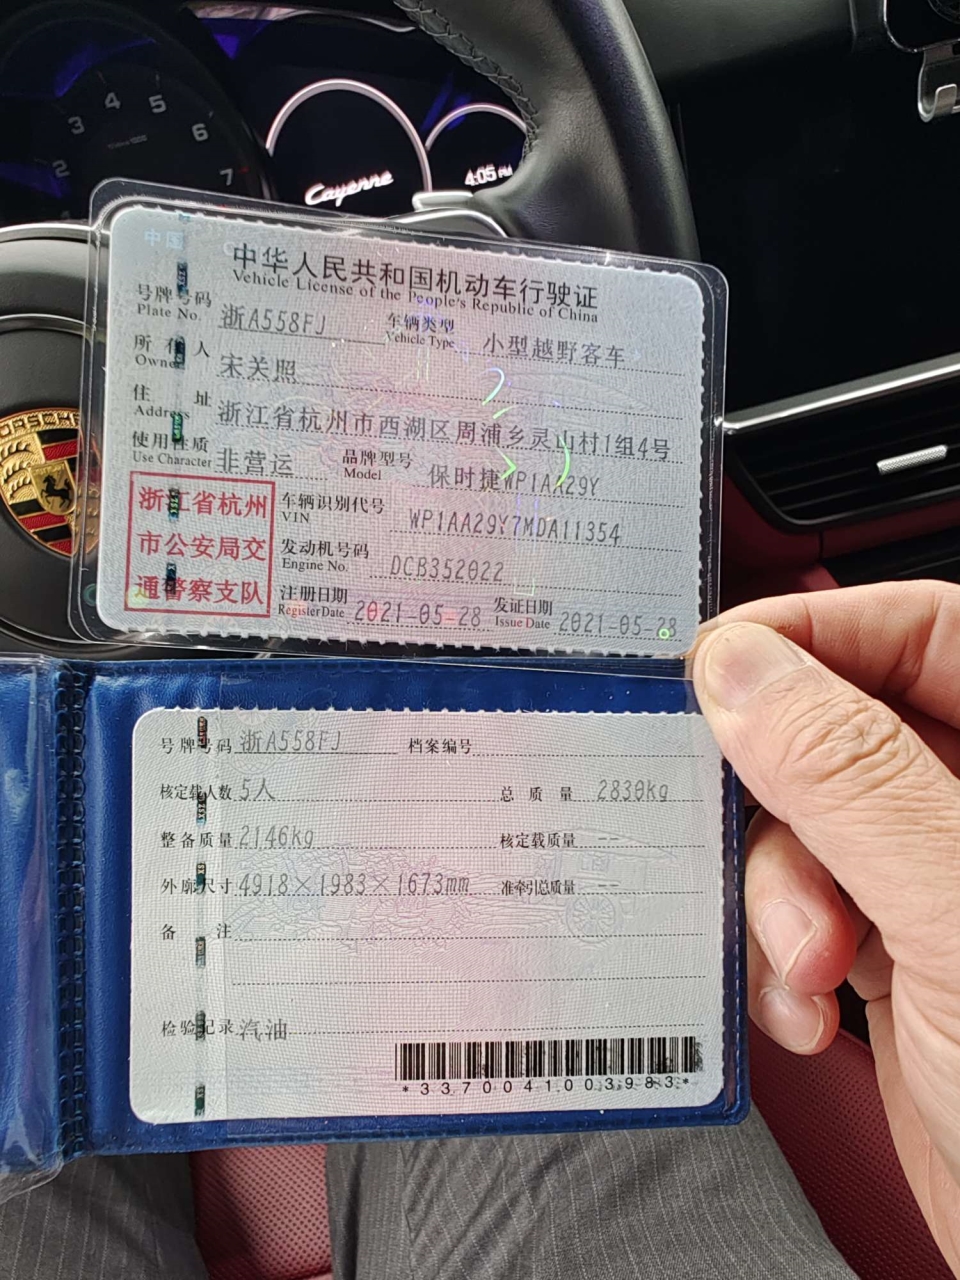 4 5
3 6
2 7
Cayenne
4:05 PM
PORSCHE
中国
中华人民共和国机动车行驶证
Vehicle License of the People's Republic of China
号牌号码 浙A558FJ 车辆类型 小型越野客车
Plate No. Vehicle Type
所有人 宋关照
Owner
住址 浙江省杭州市西湖区周浦乡灵山村1组4号
Address
使用性质 非营运 品牌型号 保时捷WP1AA29Y
Use Character Model
浙江省杭州
市公安局交
通警察支队
车辆识别代号 WP1AA29Y7MDA11354
VIN
发动机号码 DCB352022
Engine No.
注册日期 2021-05-28 发证日期 2021-05-28
Register Date Issue Date
号牌号码 浙A558FJ 档案编号
核定载人数 5人 总质量 2830kg
整备质量 2146kg 核定载质量 --
外廓尺寸 4918×1983×1673mm 准牵引总质量 --
备注
检验记录 汽油
*3370041003983*